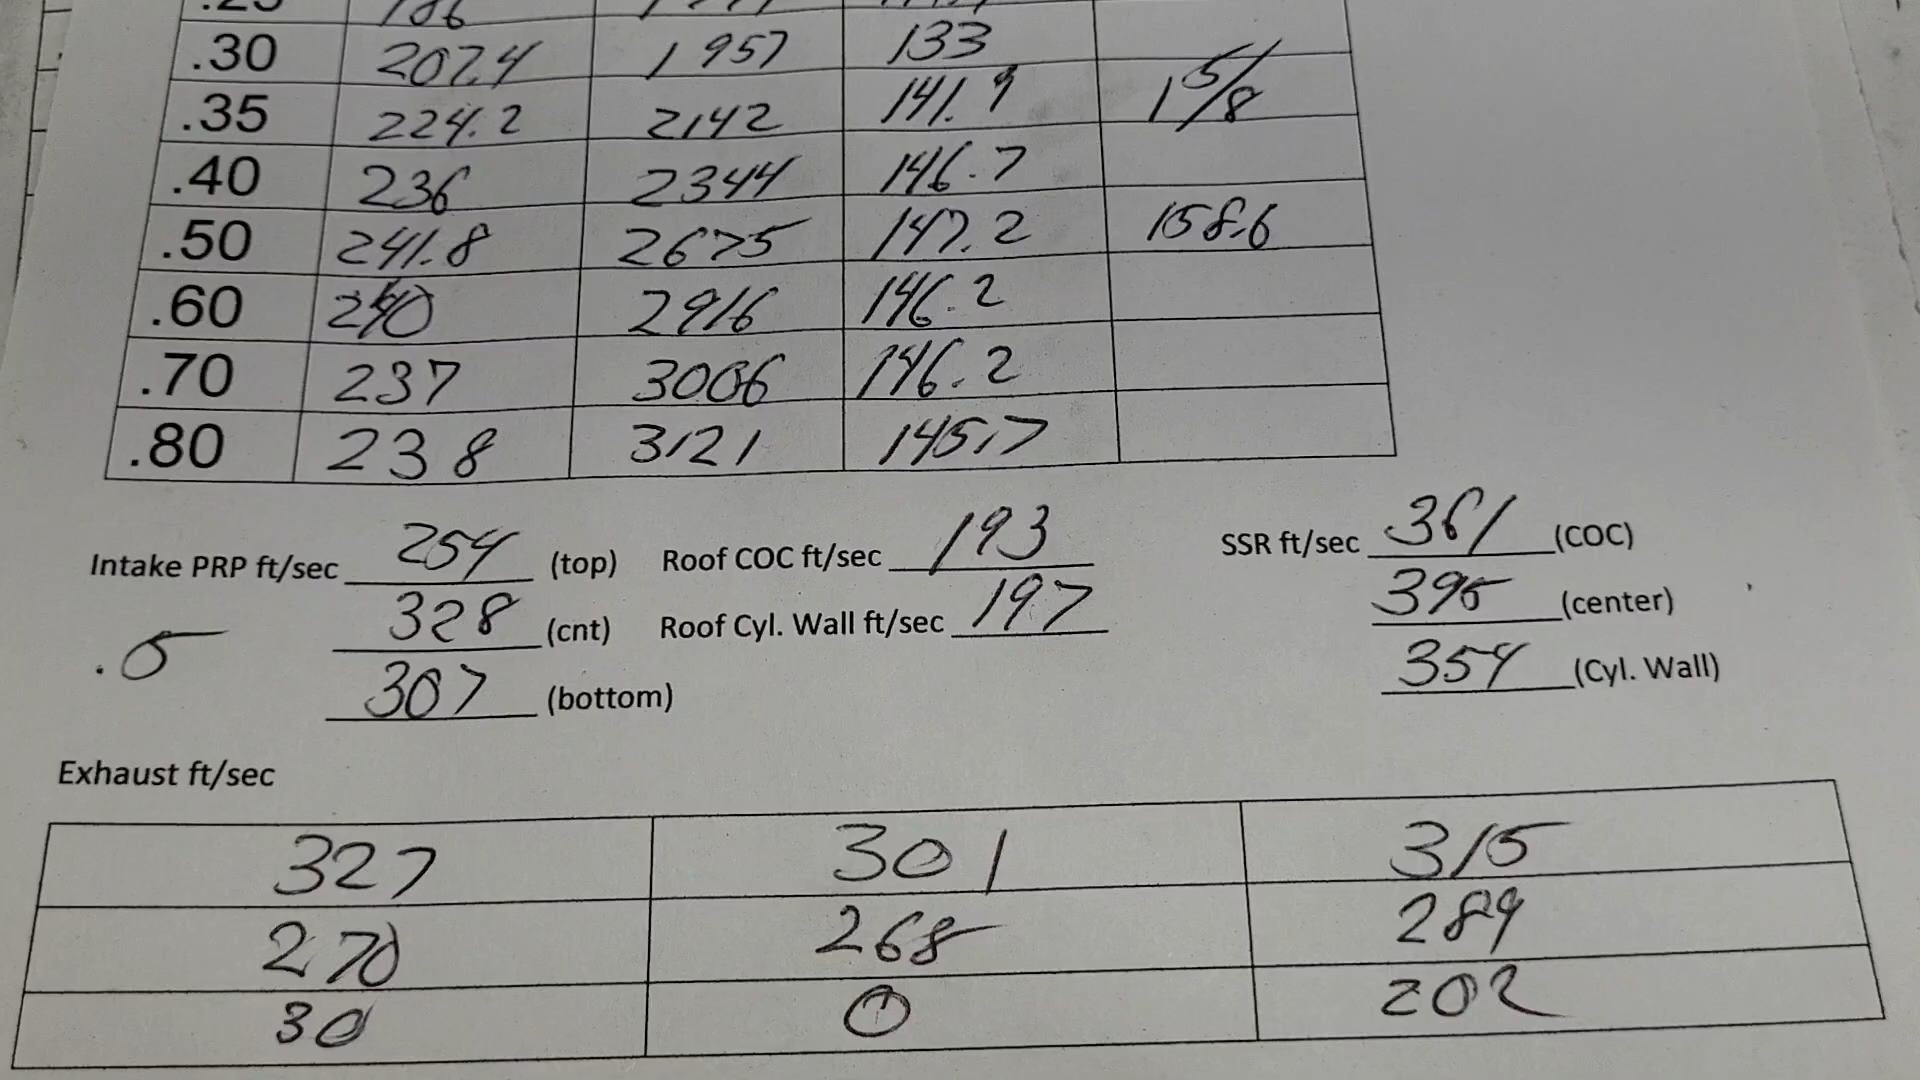 .25 186
.30 207.4 1957 133
.35 224.2 2142 141.9 1 5/8
.40 236 2344 146.7
.50 241.8 2675 147.2 158.6
.60 240 2916 146.2
.70 237 3006 146.2
.80 238 3121 145.7
Intake PRP ft/sec 254 (top) Roof COC ft/sec 193 SSR ft/sec 361 (COC)
.5 328 (cnt) Roof Cyl. Wall ft/sec 197 395 (center)
307 (bottom) 354 (Cyl. Wall)
Exhaust ft/sec
327 301 315
270 268 289
30 0 202